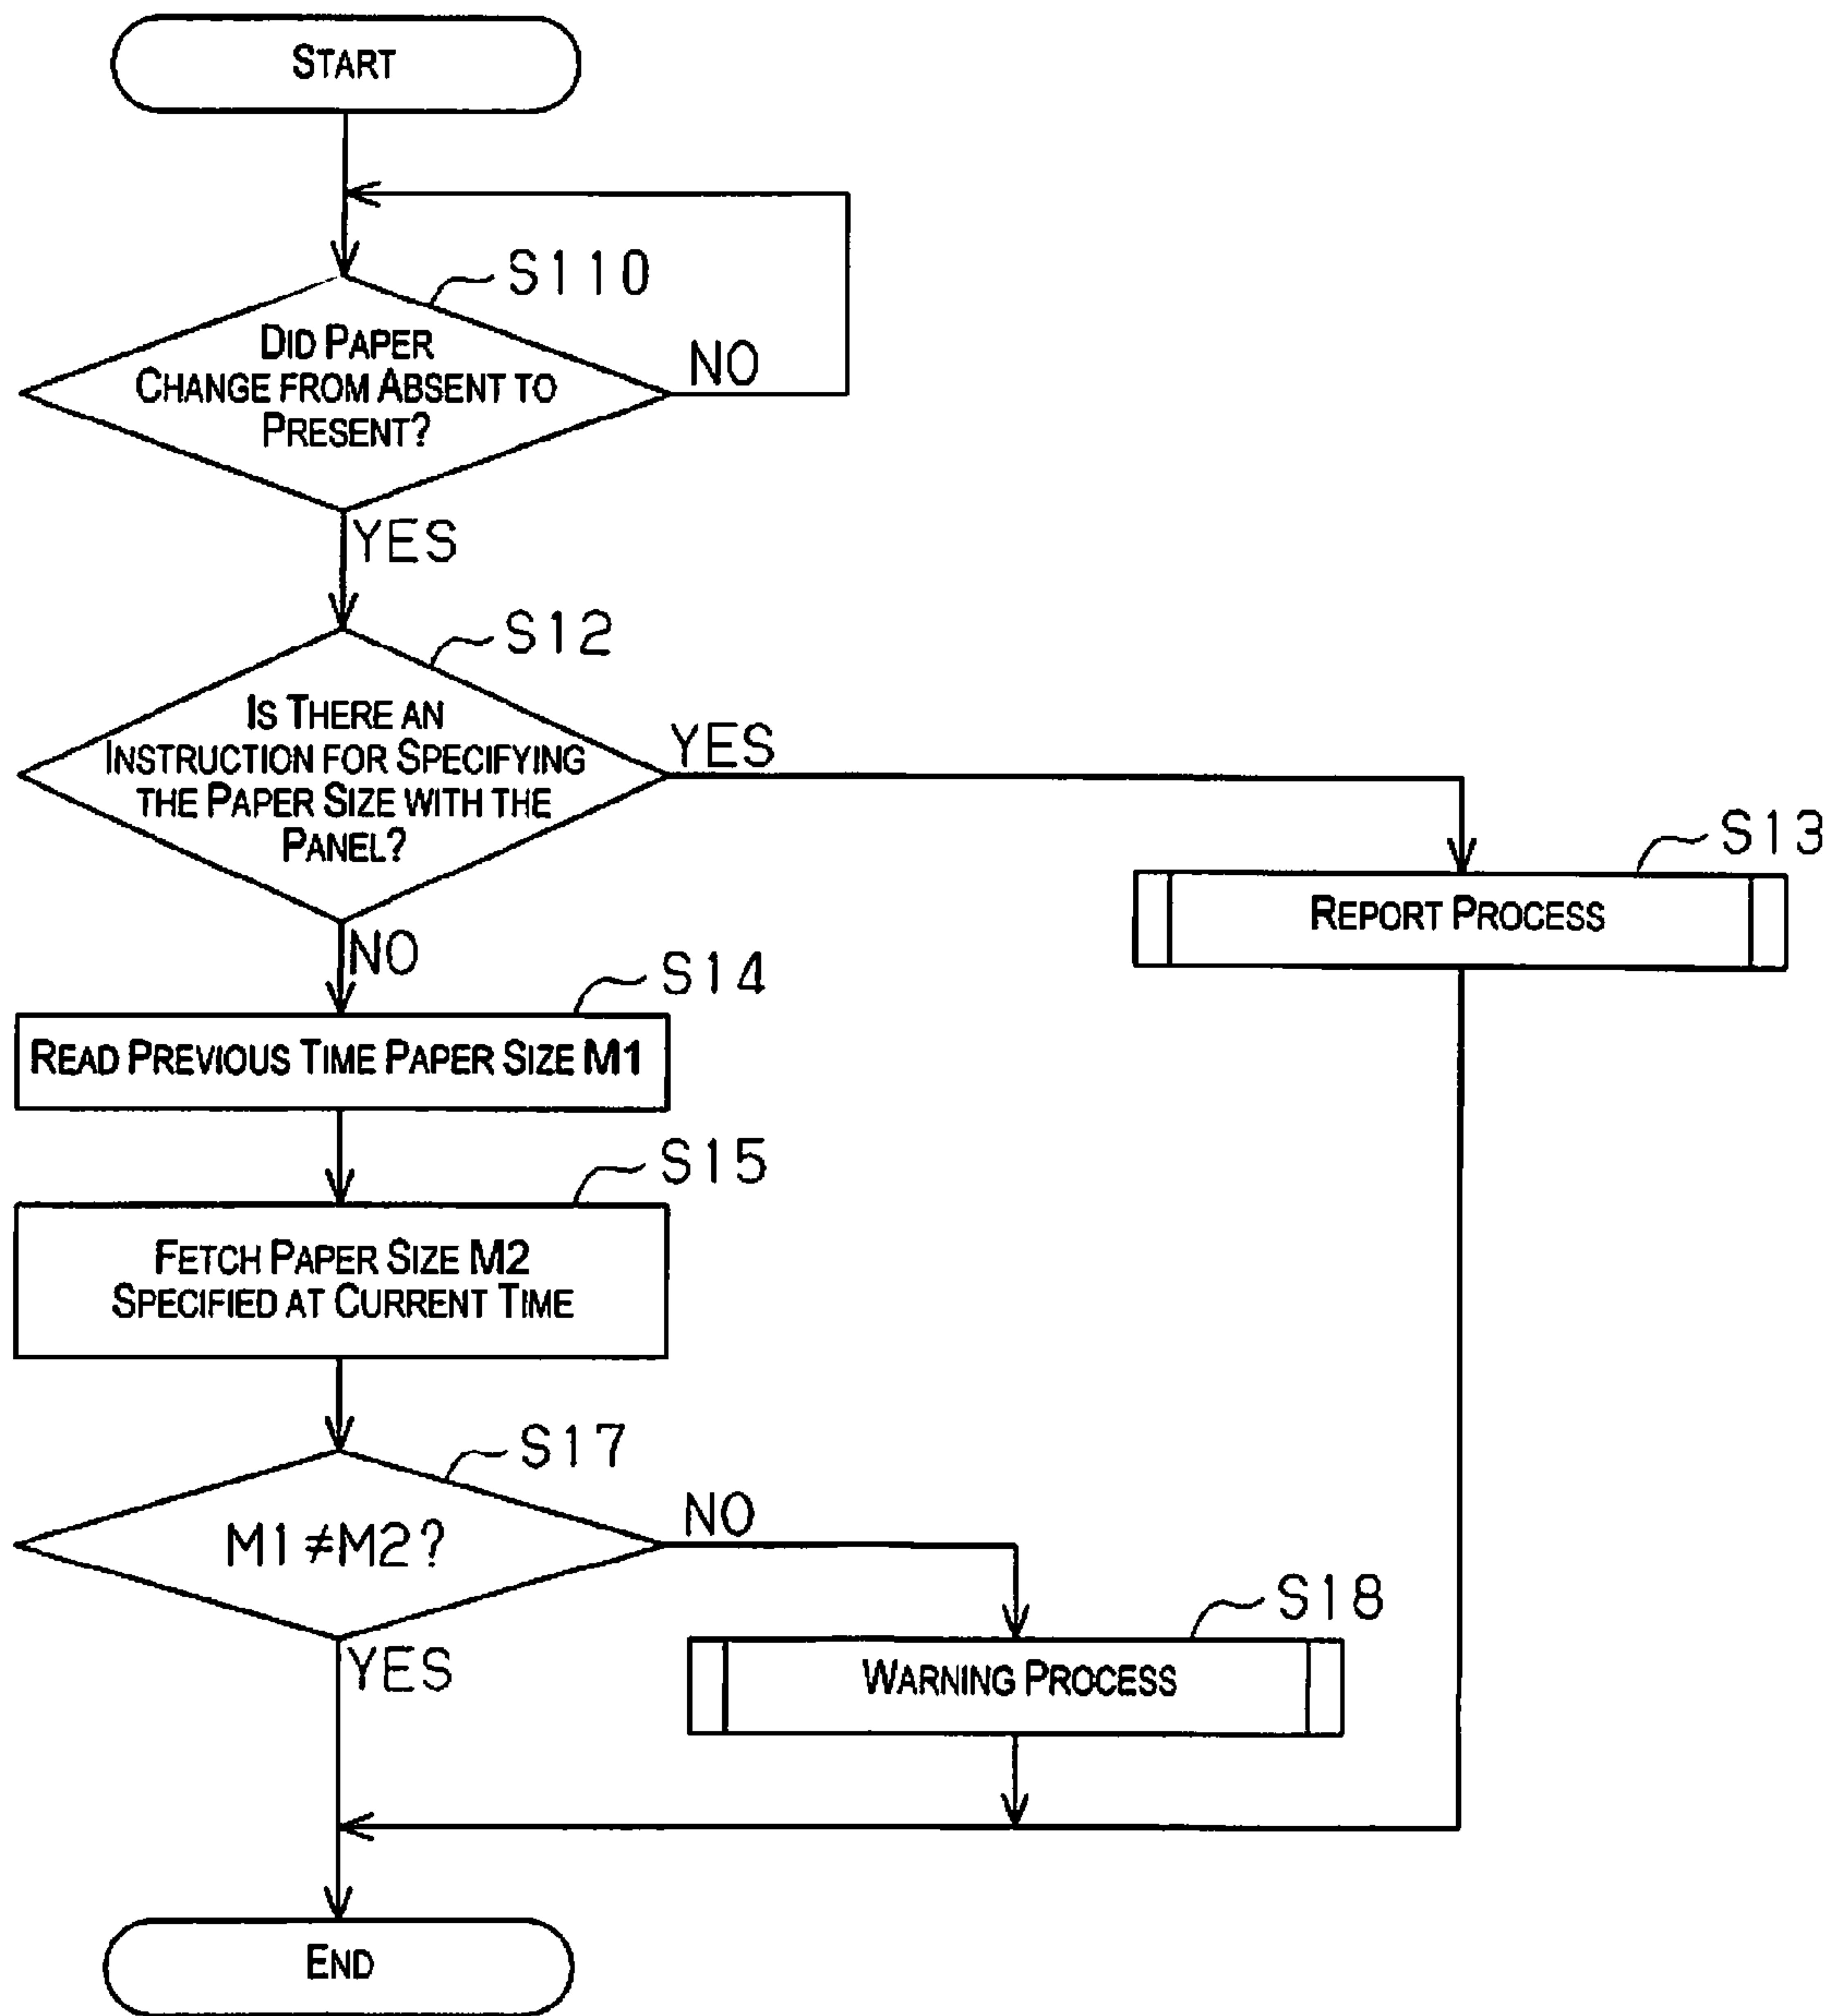 START
S110
DID PAPER
CHANGE FROM ABSENT TO
PRESENT?
NO
YES
S12
IS THERE AN
INSTRUCTION FOR SPECIFYING
THE PAPER SIZE WITH THE
PANEL?
YES
S13
REPORT PROCESS
NO
S14
READ PREVIOUS TIME PAPER SIZE M1
S15
FETCH PAPER SIZE M2
SPECIFIED AT CURRENT TIME
S17
M1≠M2?
NO
S18
WARNING PROCESS
YES
END